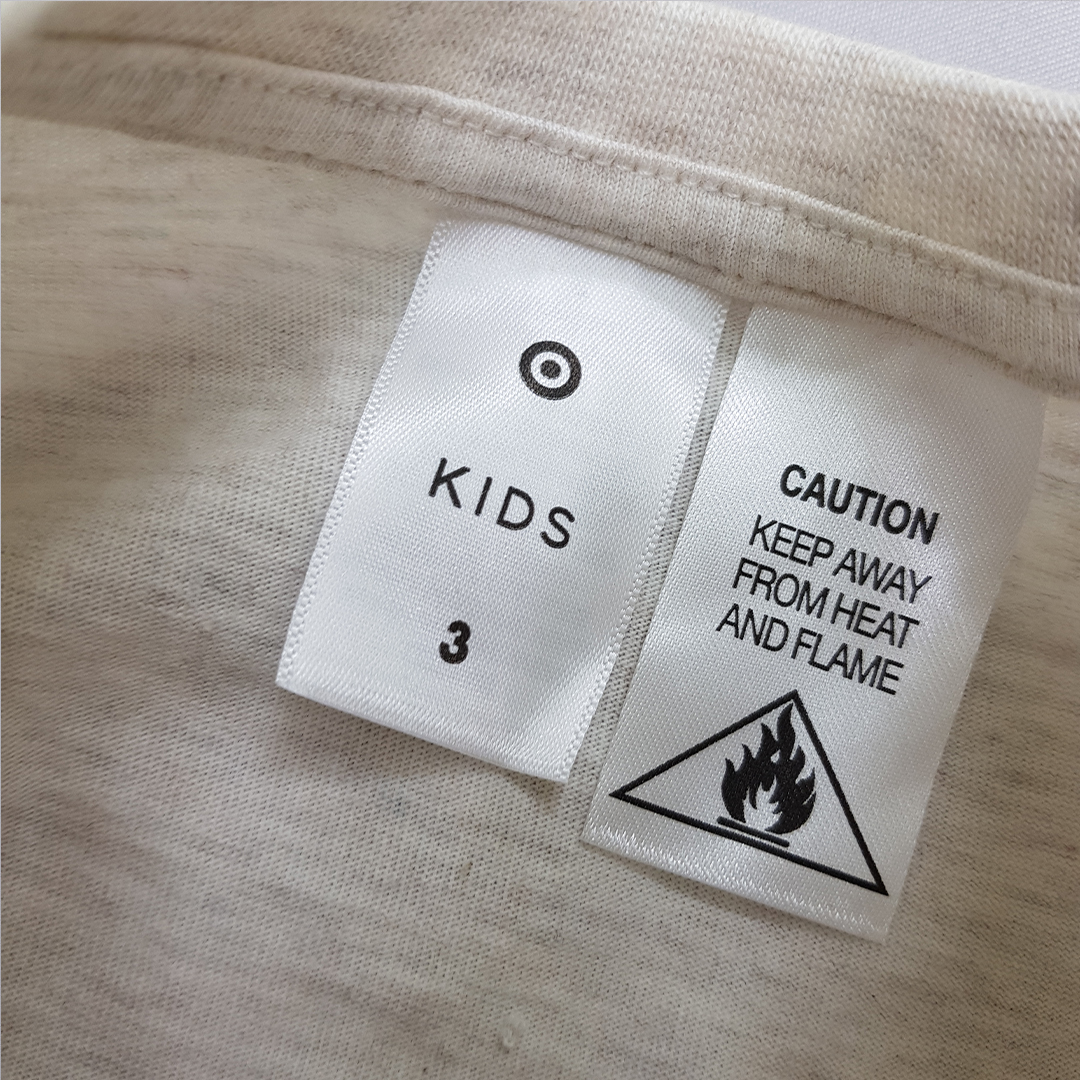 KIDS
3
CAUTION
KEEP AWAY
FROM HEAT
AND FLAME